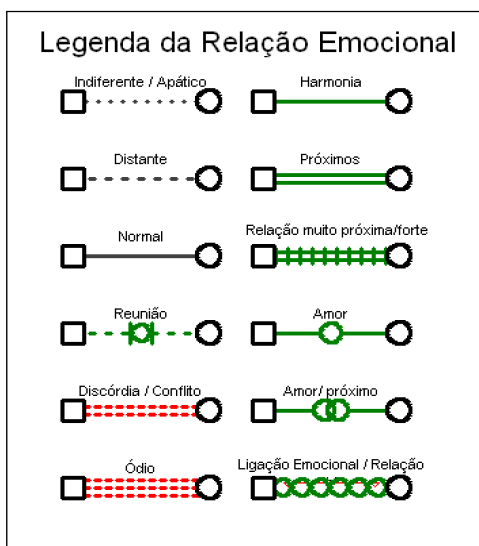 Legenda da Relação Emocional
Indiferente / Apático
Harmonia
Distante
Próximos
Normal
Relação muito próxima/forte
Reunião
Amor
Discórdia / Conflito
Amor/ próximo
Ódio
Ligação Emocional / Relação